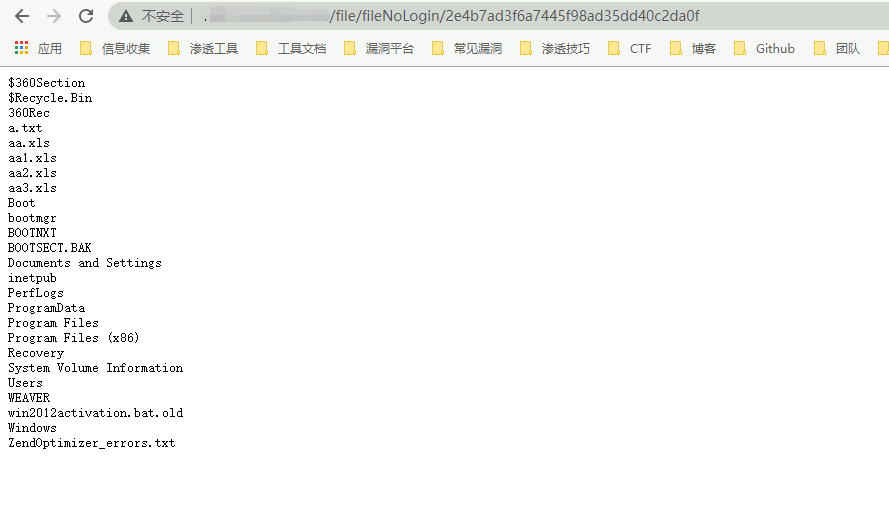 不安全 | . /file/fileNoLogin/2e4b7ad3f6a7445f98ad35dd40c2da0f
应用 信息收集 渗透工具 工具文档 漏洞平台 常见漏洞 渗透技巧 CTF 博客 Github 团队
$360Section
$Recycle.Bin
360Rec
a.txt
aa.xls
aa1.xls
aa2.xls
aa3.xls
Boot
bootmgr
BOOTNXT
BOOTSECT.BAK
Documents and Settings
inetpub
PerfLogs
ProgramData
Program Files
Program Files (x86)
Recovery
System Volume Information
Users
WEAVER
win2012activation.bat.old
Windows
ZendOptimizer_errors.txt